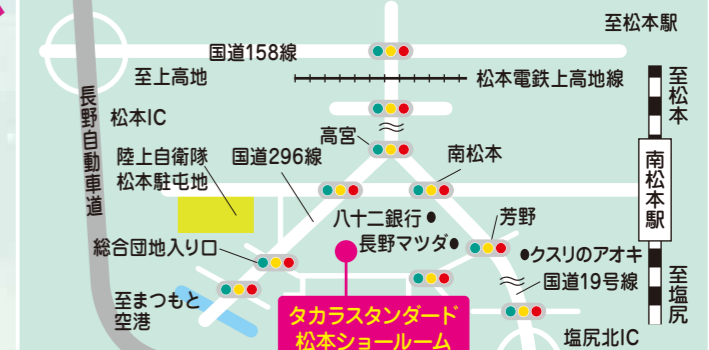 至松本駅
国道158線
至上高地
松本電鉄上高地線
至松本
長野自動車道
松本IC
高宮
陸上自衛隊
松本駐屯地
国道296線
南松本
南松本駅
八十二銀行
芳野
長野マツダ
総合団地入り口
クスリのアオキ
国道19号線
至まつもと
空港
至塩尻
タカラスタンダード
松本ショールーム
塩尻北IC